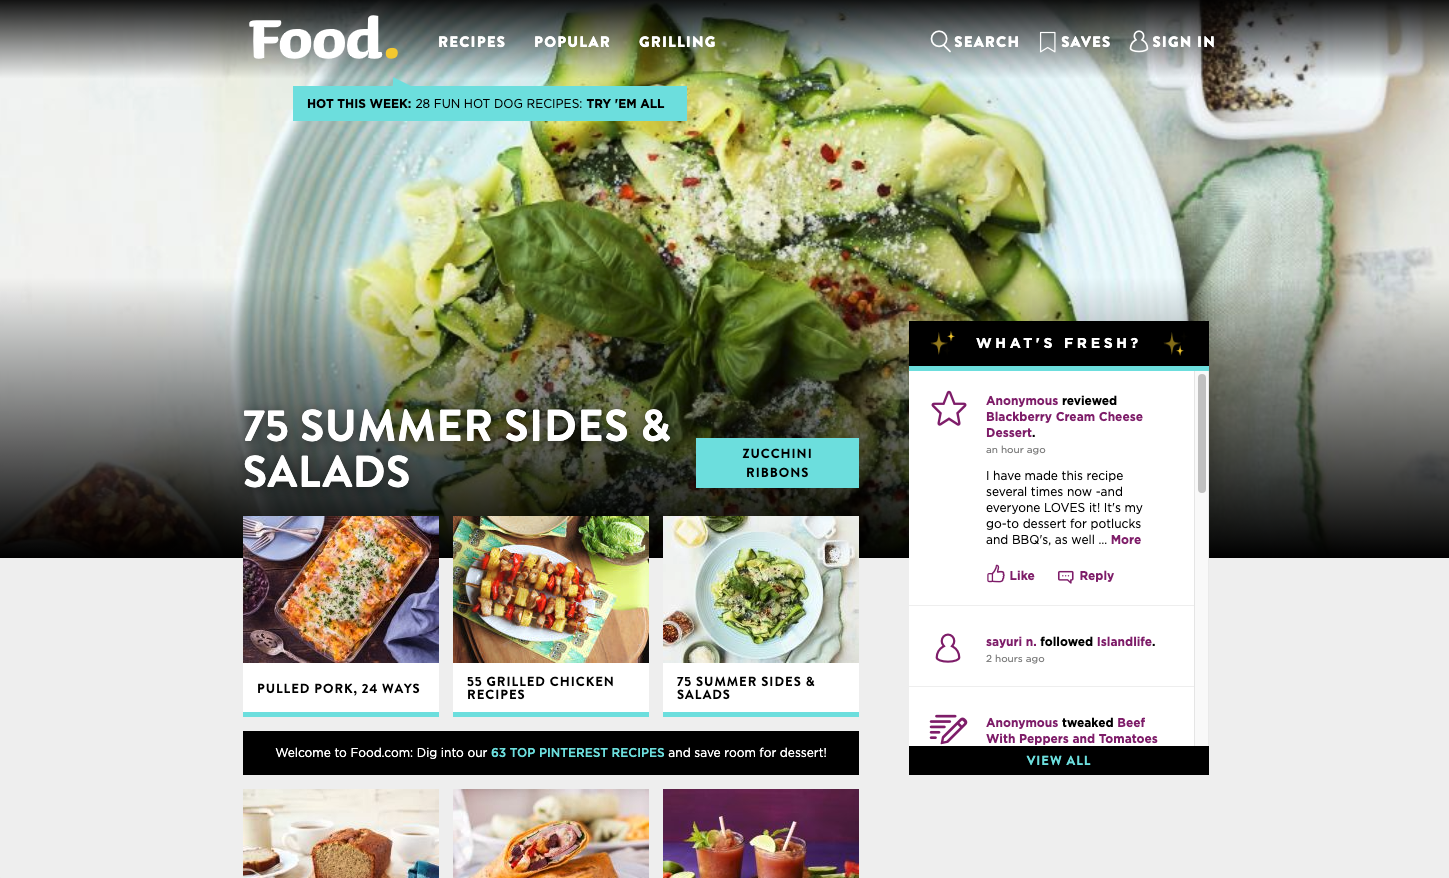 Food.
RECIPES
POPULAR
GRILLING
SEARCH
SAVES
SIGN IN
HOT THIS WEEK: 28 FUN HOT DOG RECIPES: TRY 'EM ALL
75 SUMMER SIDES &
SALADS
ZUCCHINI
RIBBONS
PULLED PORK, 24 WAYS
55 GRILLED CHICKEN
RECIPES
75 SUMMER SIDES &
SALADS
Welcome to Food.com: Dig into our 63 TOP PINTEREST RECIPES and save room for dessert!
WHAT'S FRESH?
Anonymous reviewed
Blackberry Cream Cheese
Dessert.
an hour ago
I have made this recipe
several times now -and
everyone LOVES it! It's my
go-to dessert for potlucks
and BBQ's, as well ... More
Like
Reply
sayuri n. followed Islandlife.
2 hours ago
Anonymous tweaked Beef
With Peppers and Tomatoes
VIEW ALL